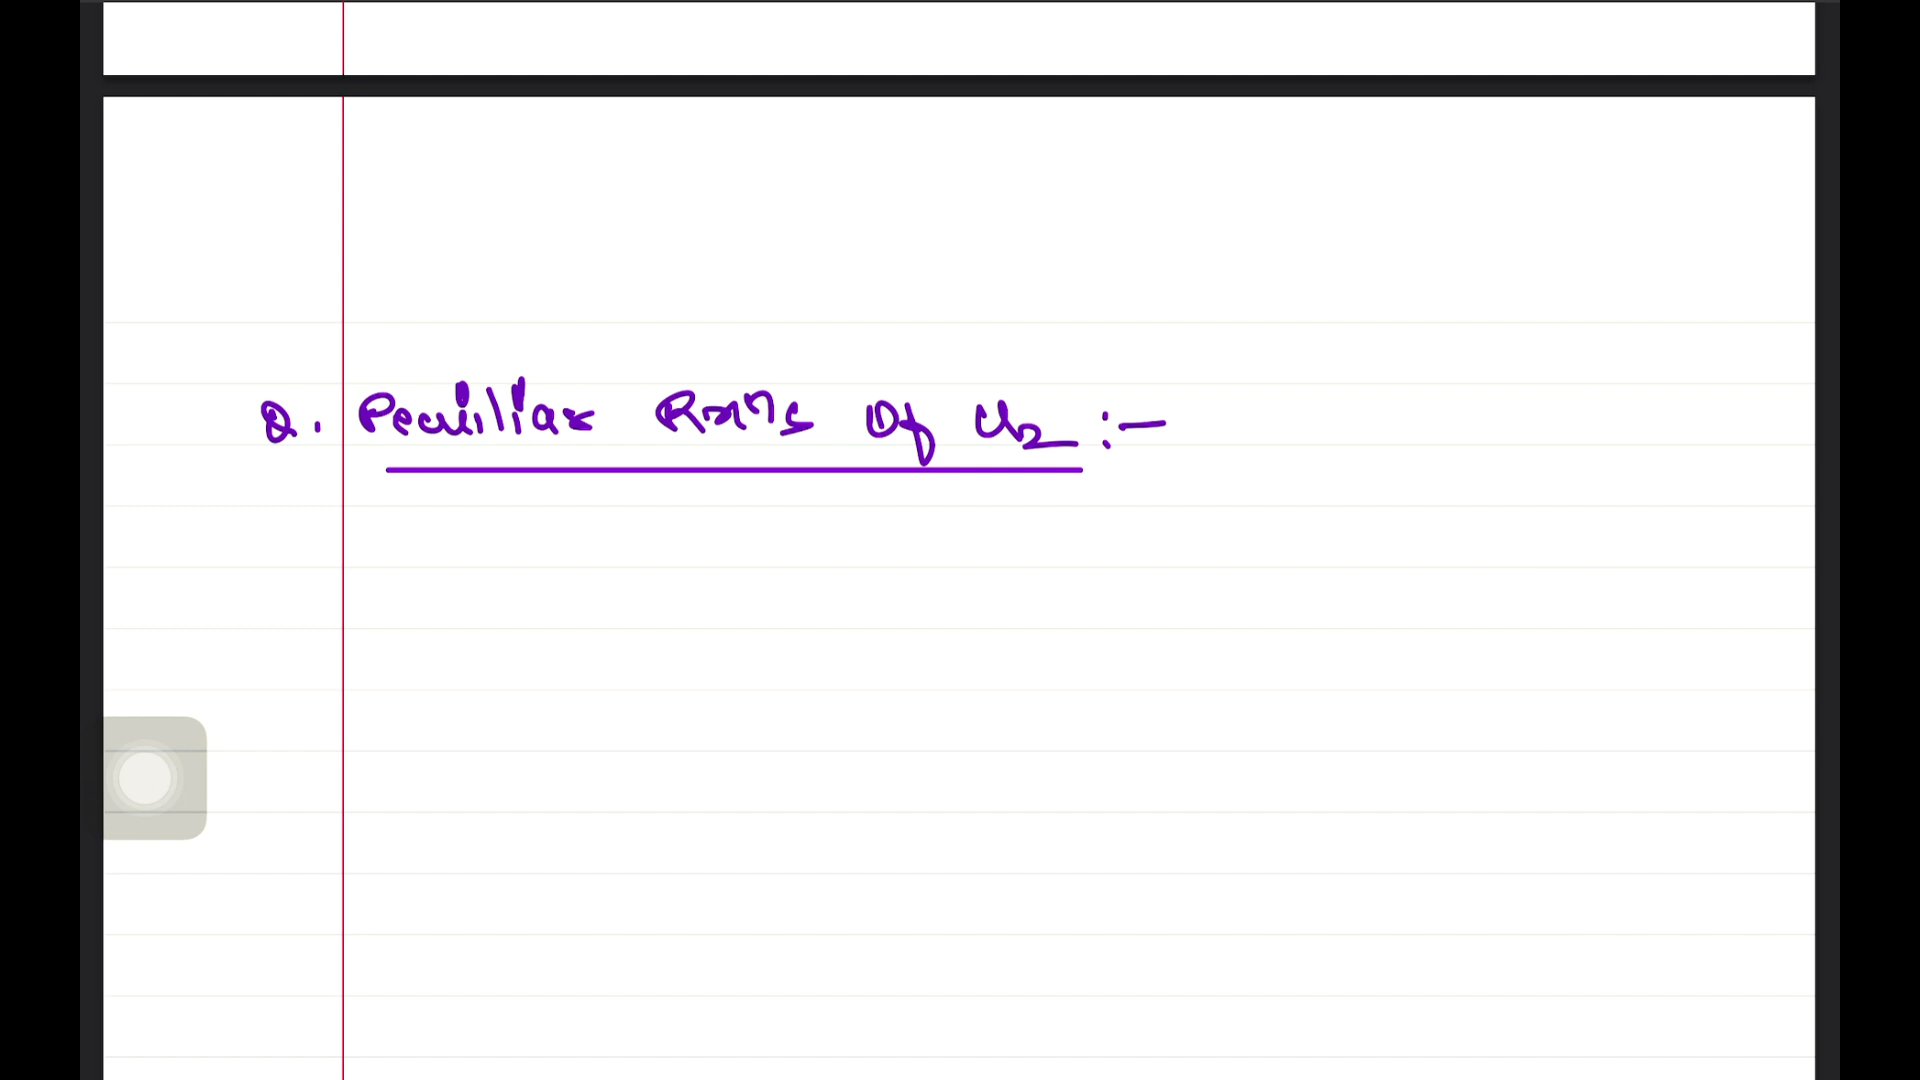 Q. Peculiar Rxns Of Cl₂ :-